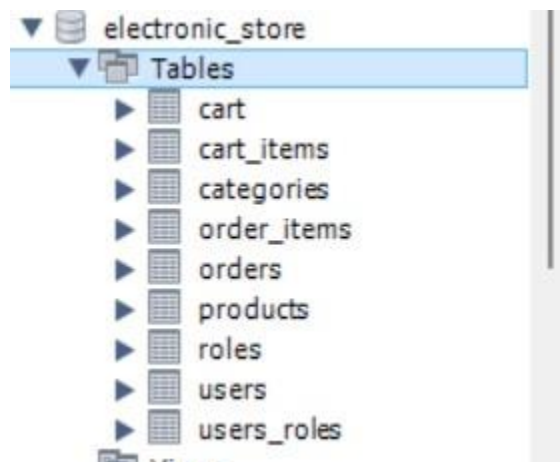 electronic_store
Tables
cart
cart_items
categories
order_items
orders
products
roles
users
users_roles